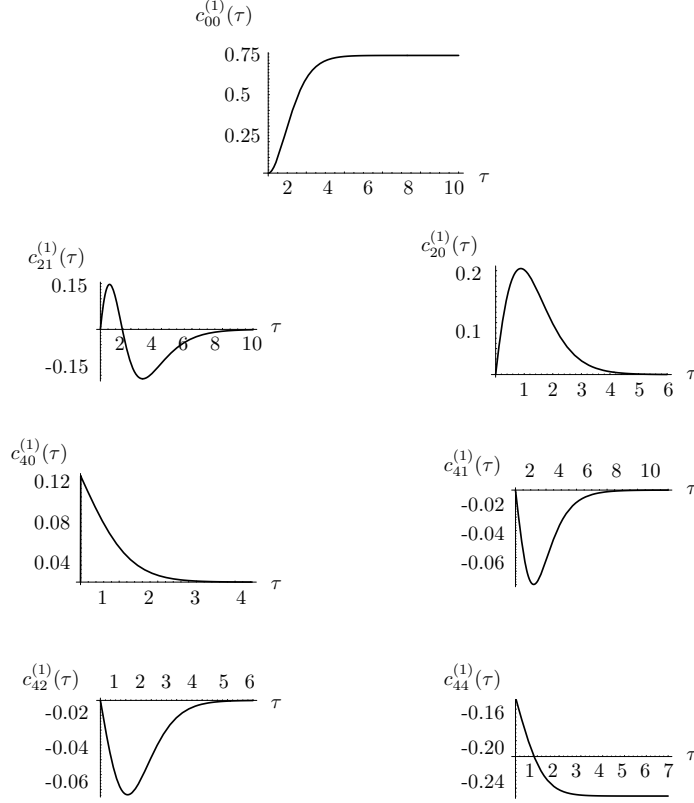 c_{00}^{(1)}(τ)
0.75
0.5
0.25
2 4 6 8 10 τ
c_{21}^{(1)}(τ)
0.15
-0.15
2 4 6 8 10 τ
c_{20}^{(1)}(τ)
0.2
0.1
1 2 3 4 5 6 τ
c_{40}^{(1)}(τ)
0.12
0.08
0.04
1 2 3 4 τ
c_{41}^{(1)}(τ)
2 4 6 8 10 τ
-0.02
-0.04
-0.06
c_{42}^{(1)}(τ)
1 2 3 4 5 6 τ
-0.02
-0.04
-0.06
c_{44}^{(1)}(τ)
-0.16
-0.20
-0.24
1 2 3 4 5 6 7 τ